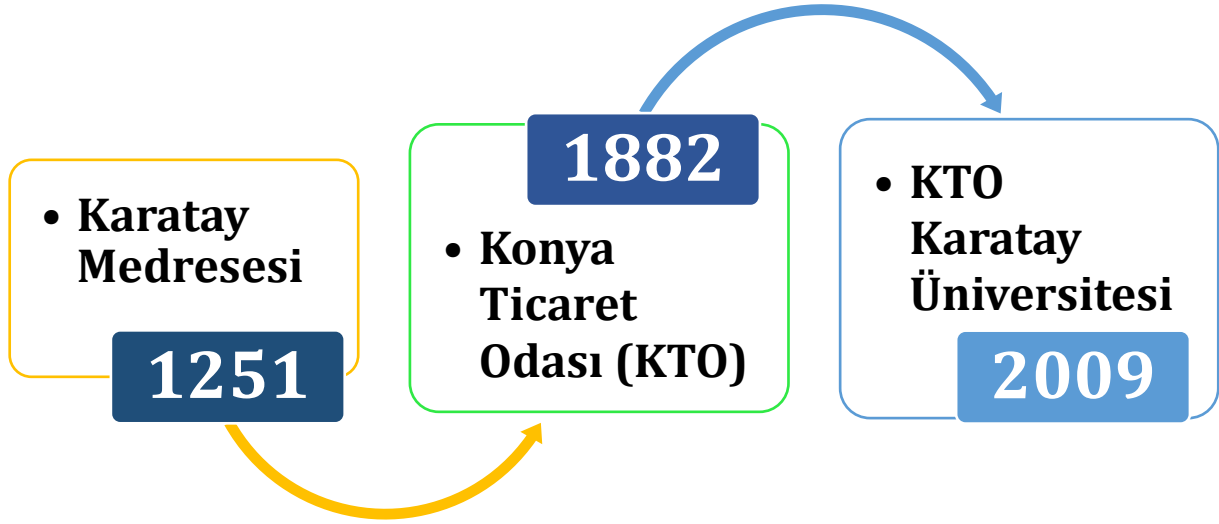 • Karatay
Medresesi
1251
1882
• Konya
Ticaret
Odası (KTO)
• KTO
Karatay
Üniversitesi
2009